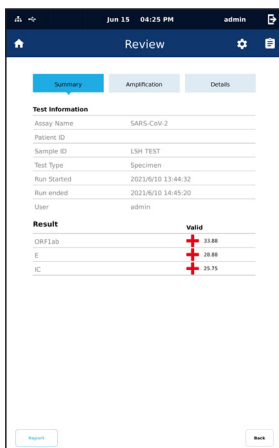 Jun 15 04:25 PM admin
Review
Summary Amplification Details
Test Information
Assay Name SARS-CoV-2
Patient ID
Sample ID LSH TEST
Test Type Specimen
Run Started 2021/6/10 13:44:32
Run ended 2021/6/10 14:45:20
User admin
Result Valid
ORF1ab 33.88
E 28.88
IC 25.75
Report Back